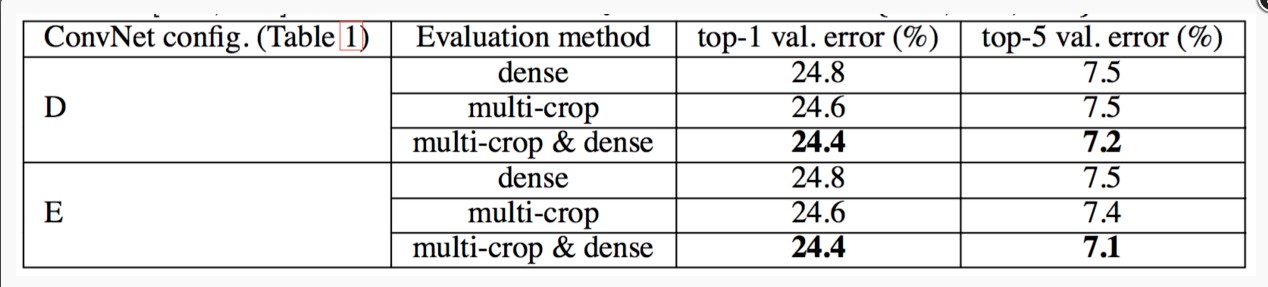 ConvNet config. (Table 1) Evaluation method top-1 val. error (%) top-5 val. error (%)
D dense 24.8 7.5
multi-crop 24.6 7.5
multi-crop & dense 24.4 7.2
E dense 24.8 7.5
multi-crop 24.6 7.4
multi-crop & dense 24.4 7.1